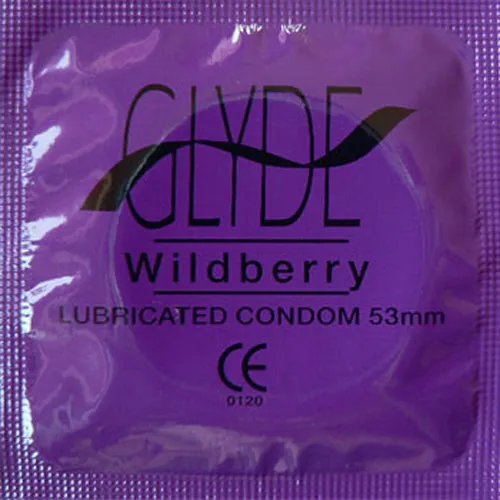 GLYDE
Wildberry
LUBRICATED CONDOM 53mm
CE
0120